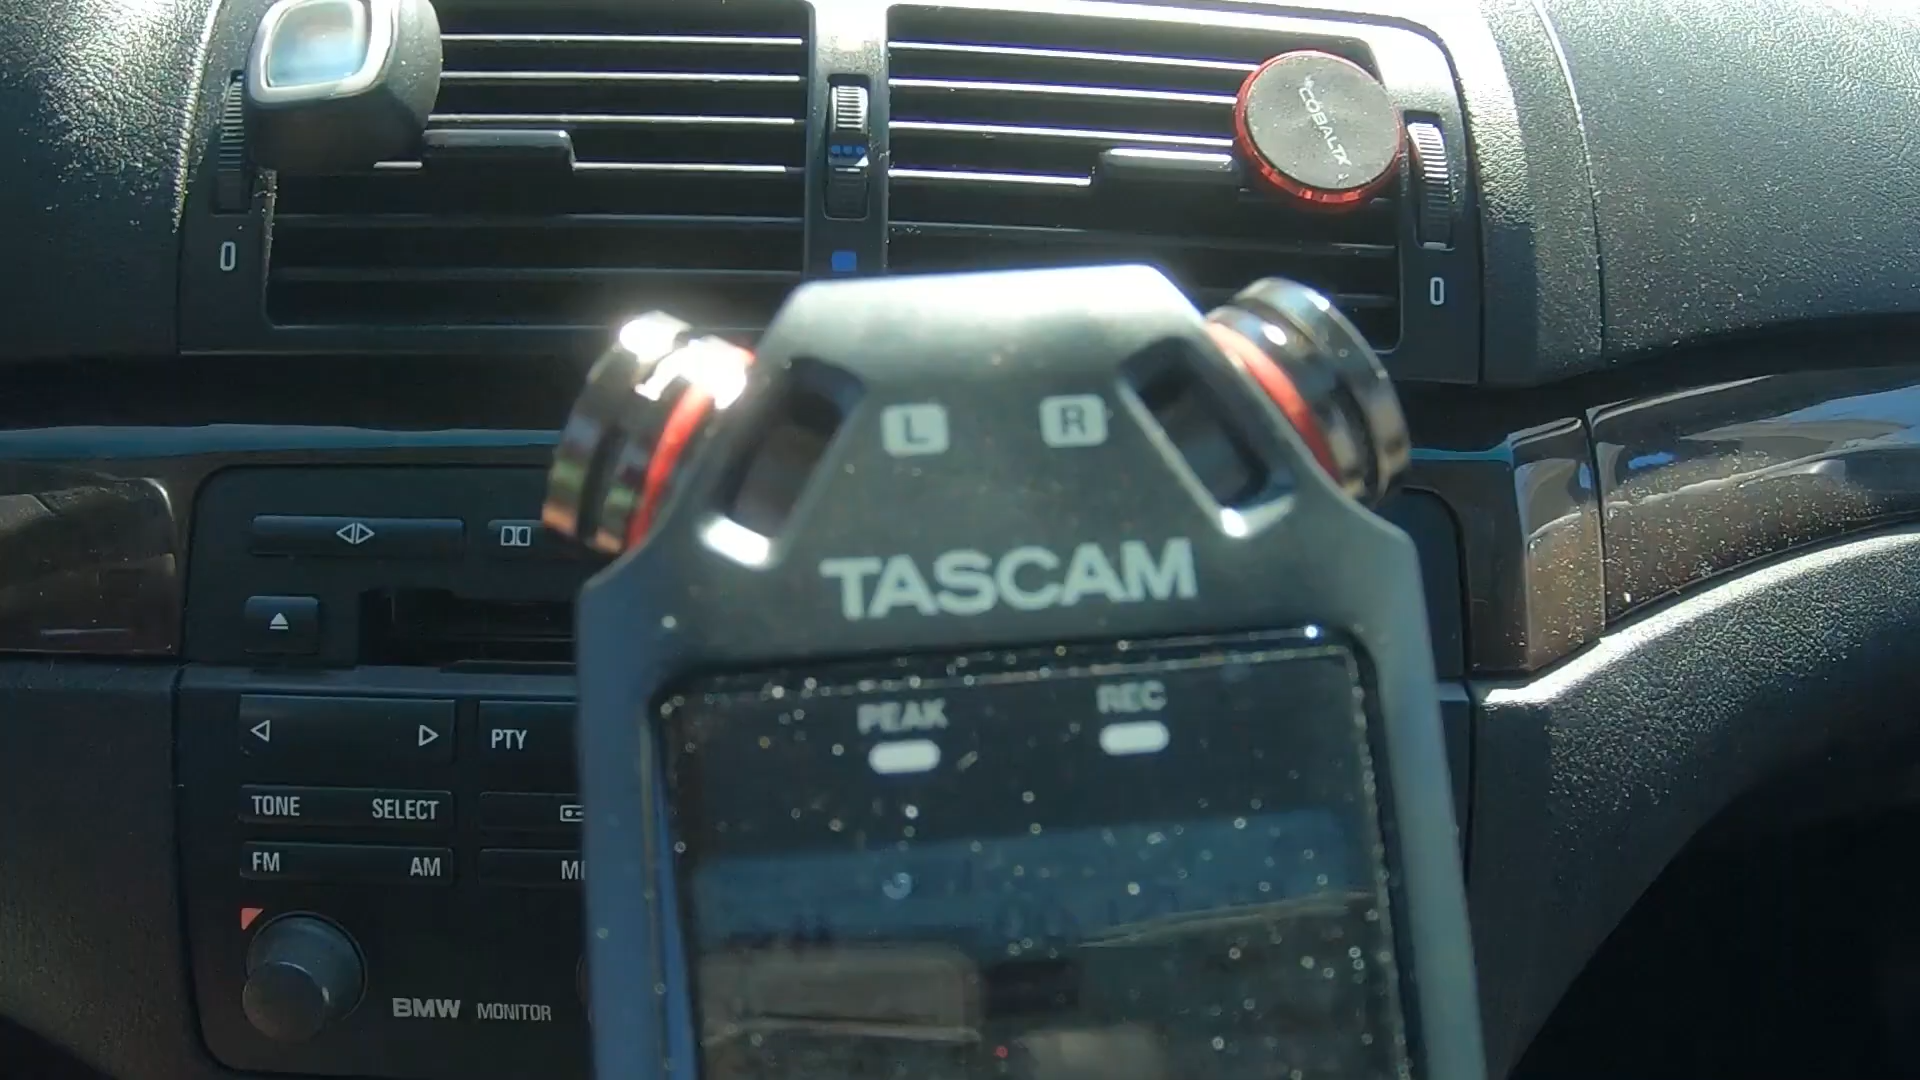 COBALTX
0
0
L R
TASCAM
PEAK REC
PTY
TONE SELECT
FM AM
BMW MONITOR